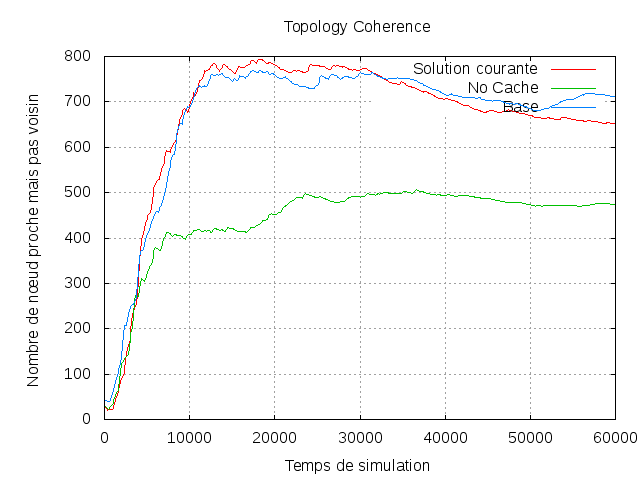 Topology Coherence
Nombre de nœud proche mais pas voisin
800
700
600
500
400
300
200
100
0
Solution courante
No Cache
Base
0 10000 20000 30000 40000 50000 60000
Temps de simulation